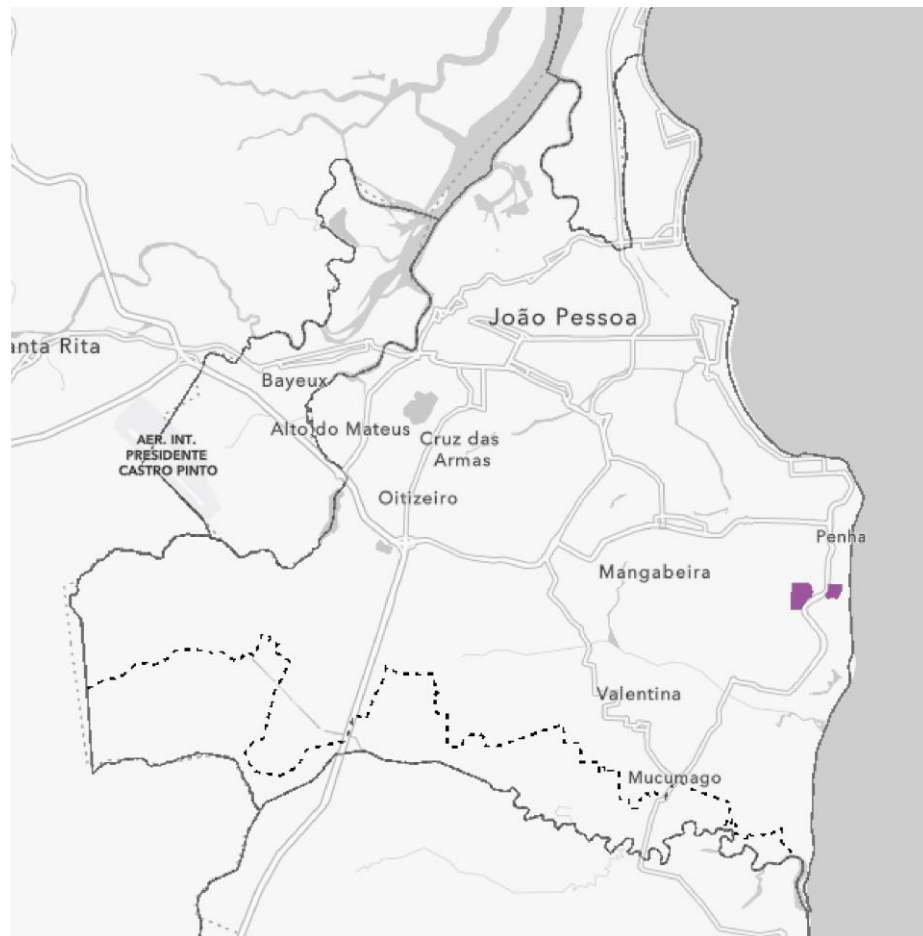 João Pessoa
anta Rita
Bayeux
Alto do Mateus
Cruz das
Armas
AER. INT.
PRESIDENTE
CASTRO PINTO
Oitizeiro
Penha
Mangabeira
Valentina
Mucumago